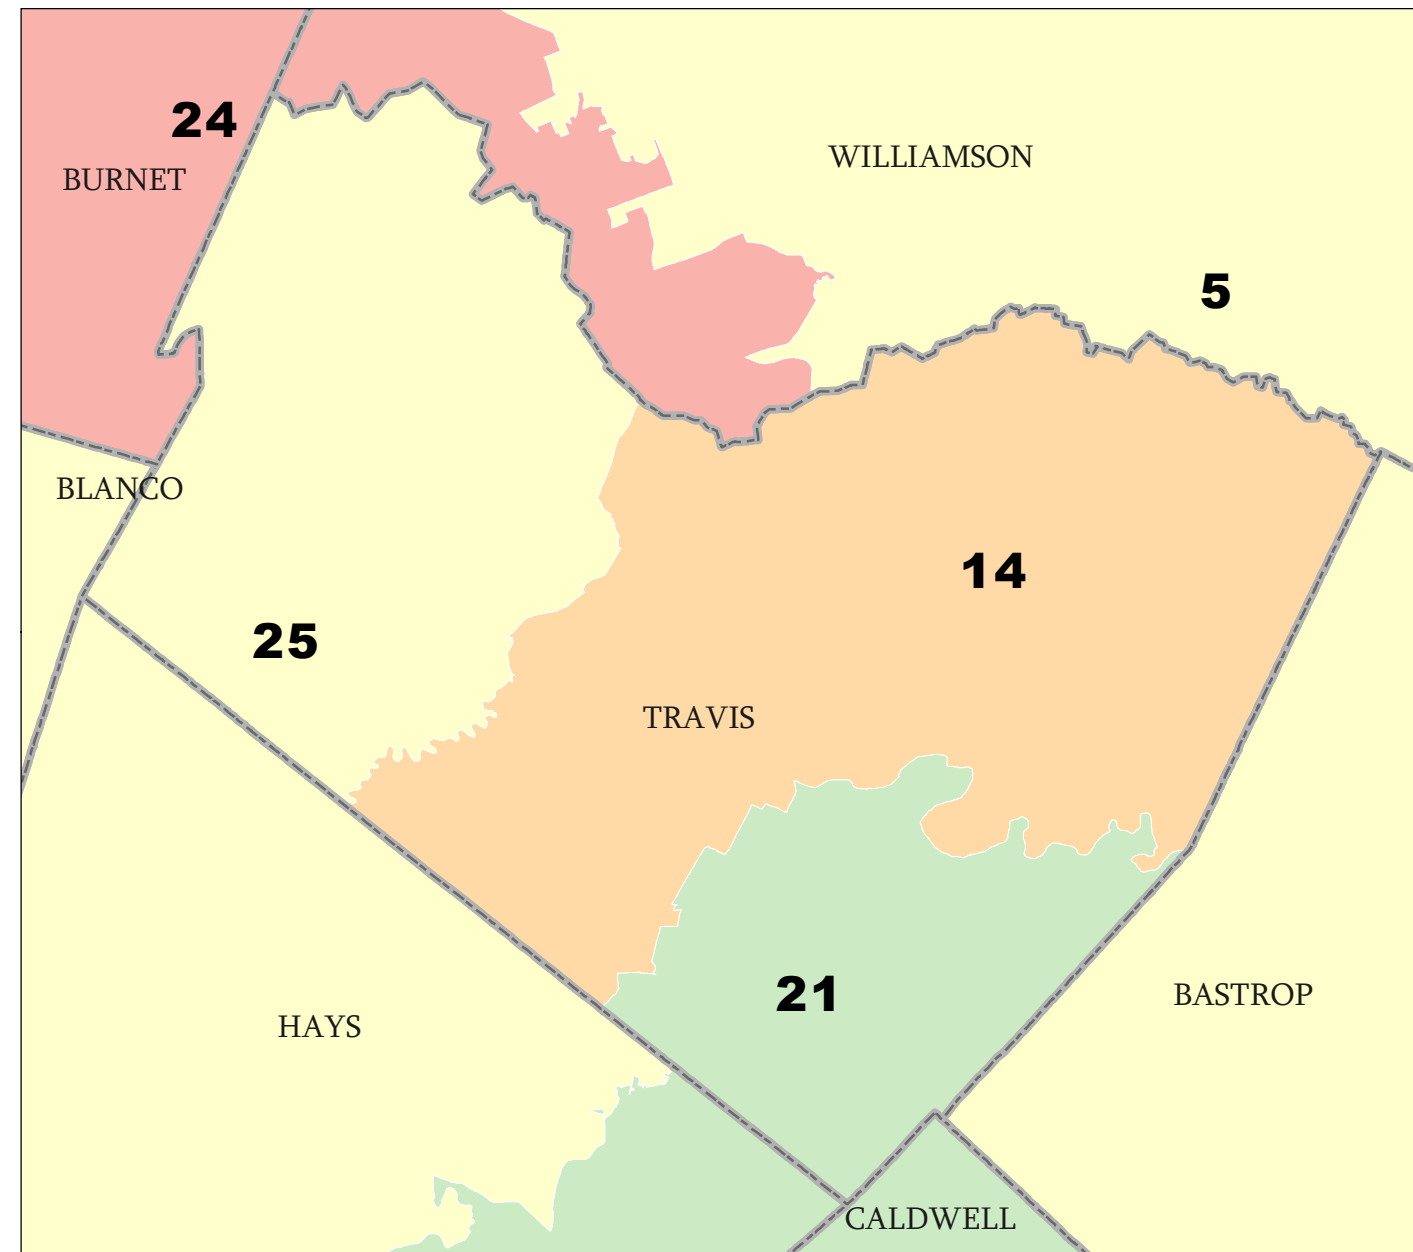 24
BURNET
WILLIAMSON
5
BLANCO
14
25
TRAVIS
21
BASTROP
HAYS
CALDWELL